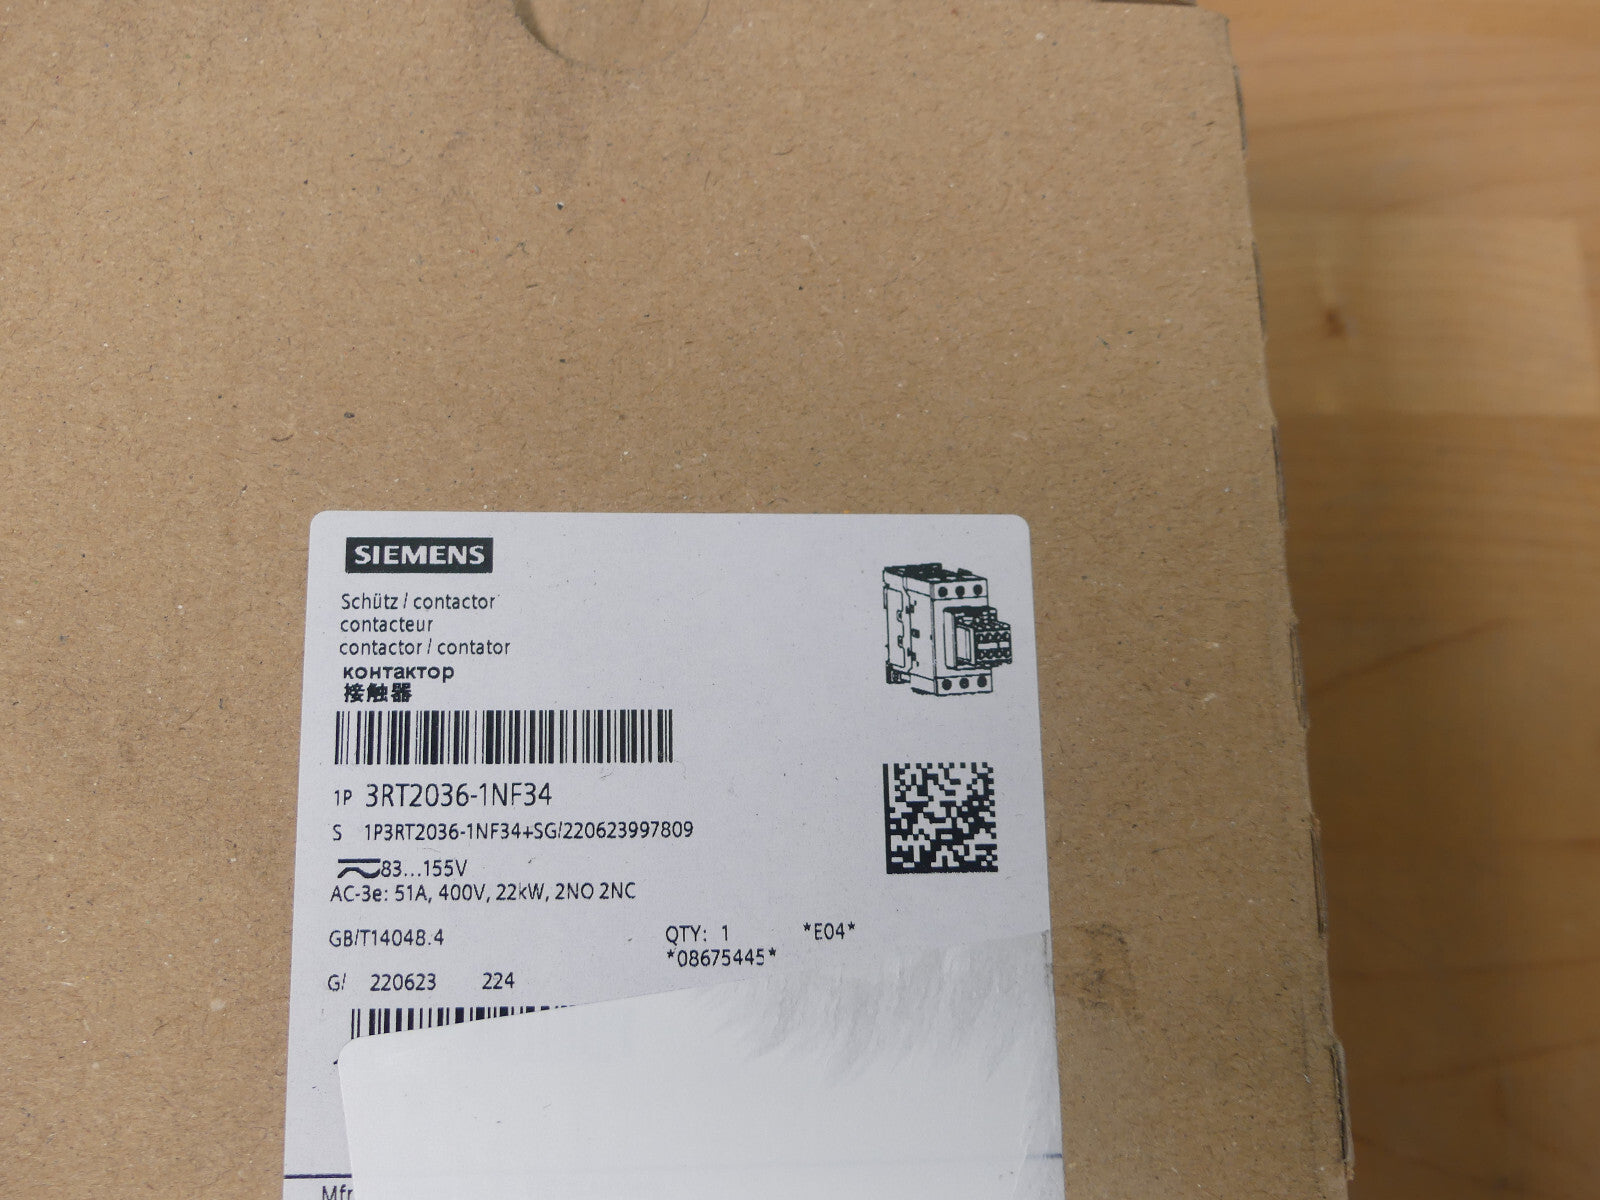 SIEMENS
Schütz / contactor
contacteur
contactor / contator
контактор
接触器
1P 3RT2036-1NF34
S 1P3RT2036-1NF34+SG/220623997809
83...155V
AC-3e: 51A, 400V, 22kW, 2NO 2NC
GB/T14048.4
QTY: 1 *E04*
*08675445*
G/ 220623 224
Mfr